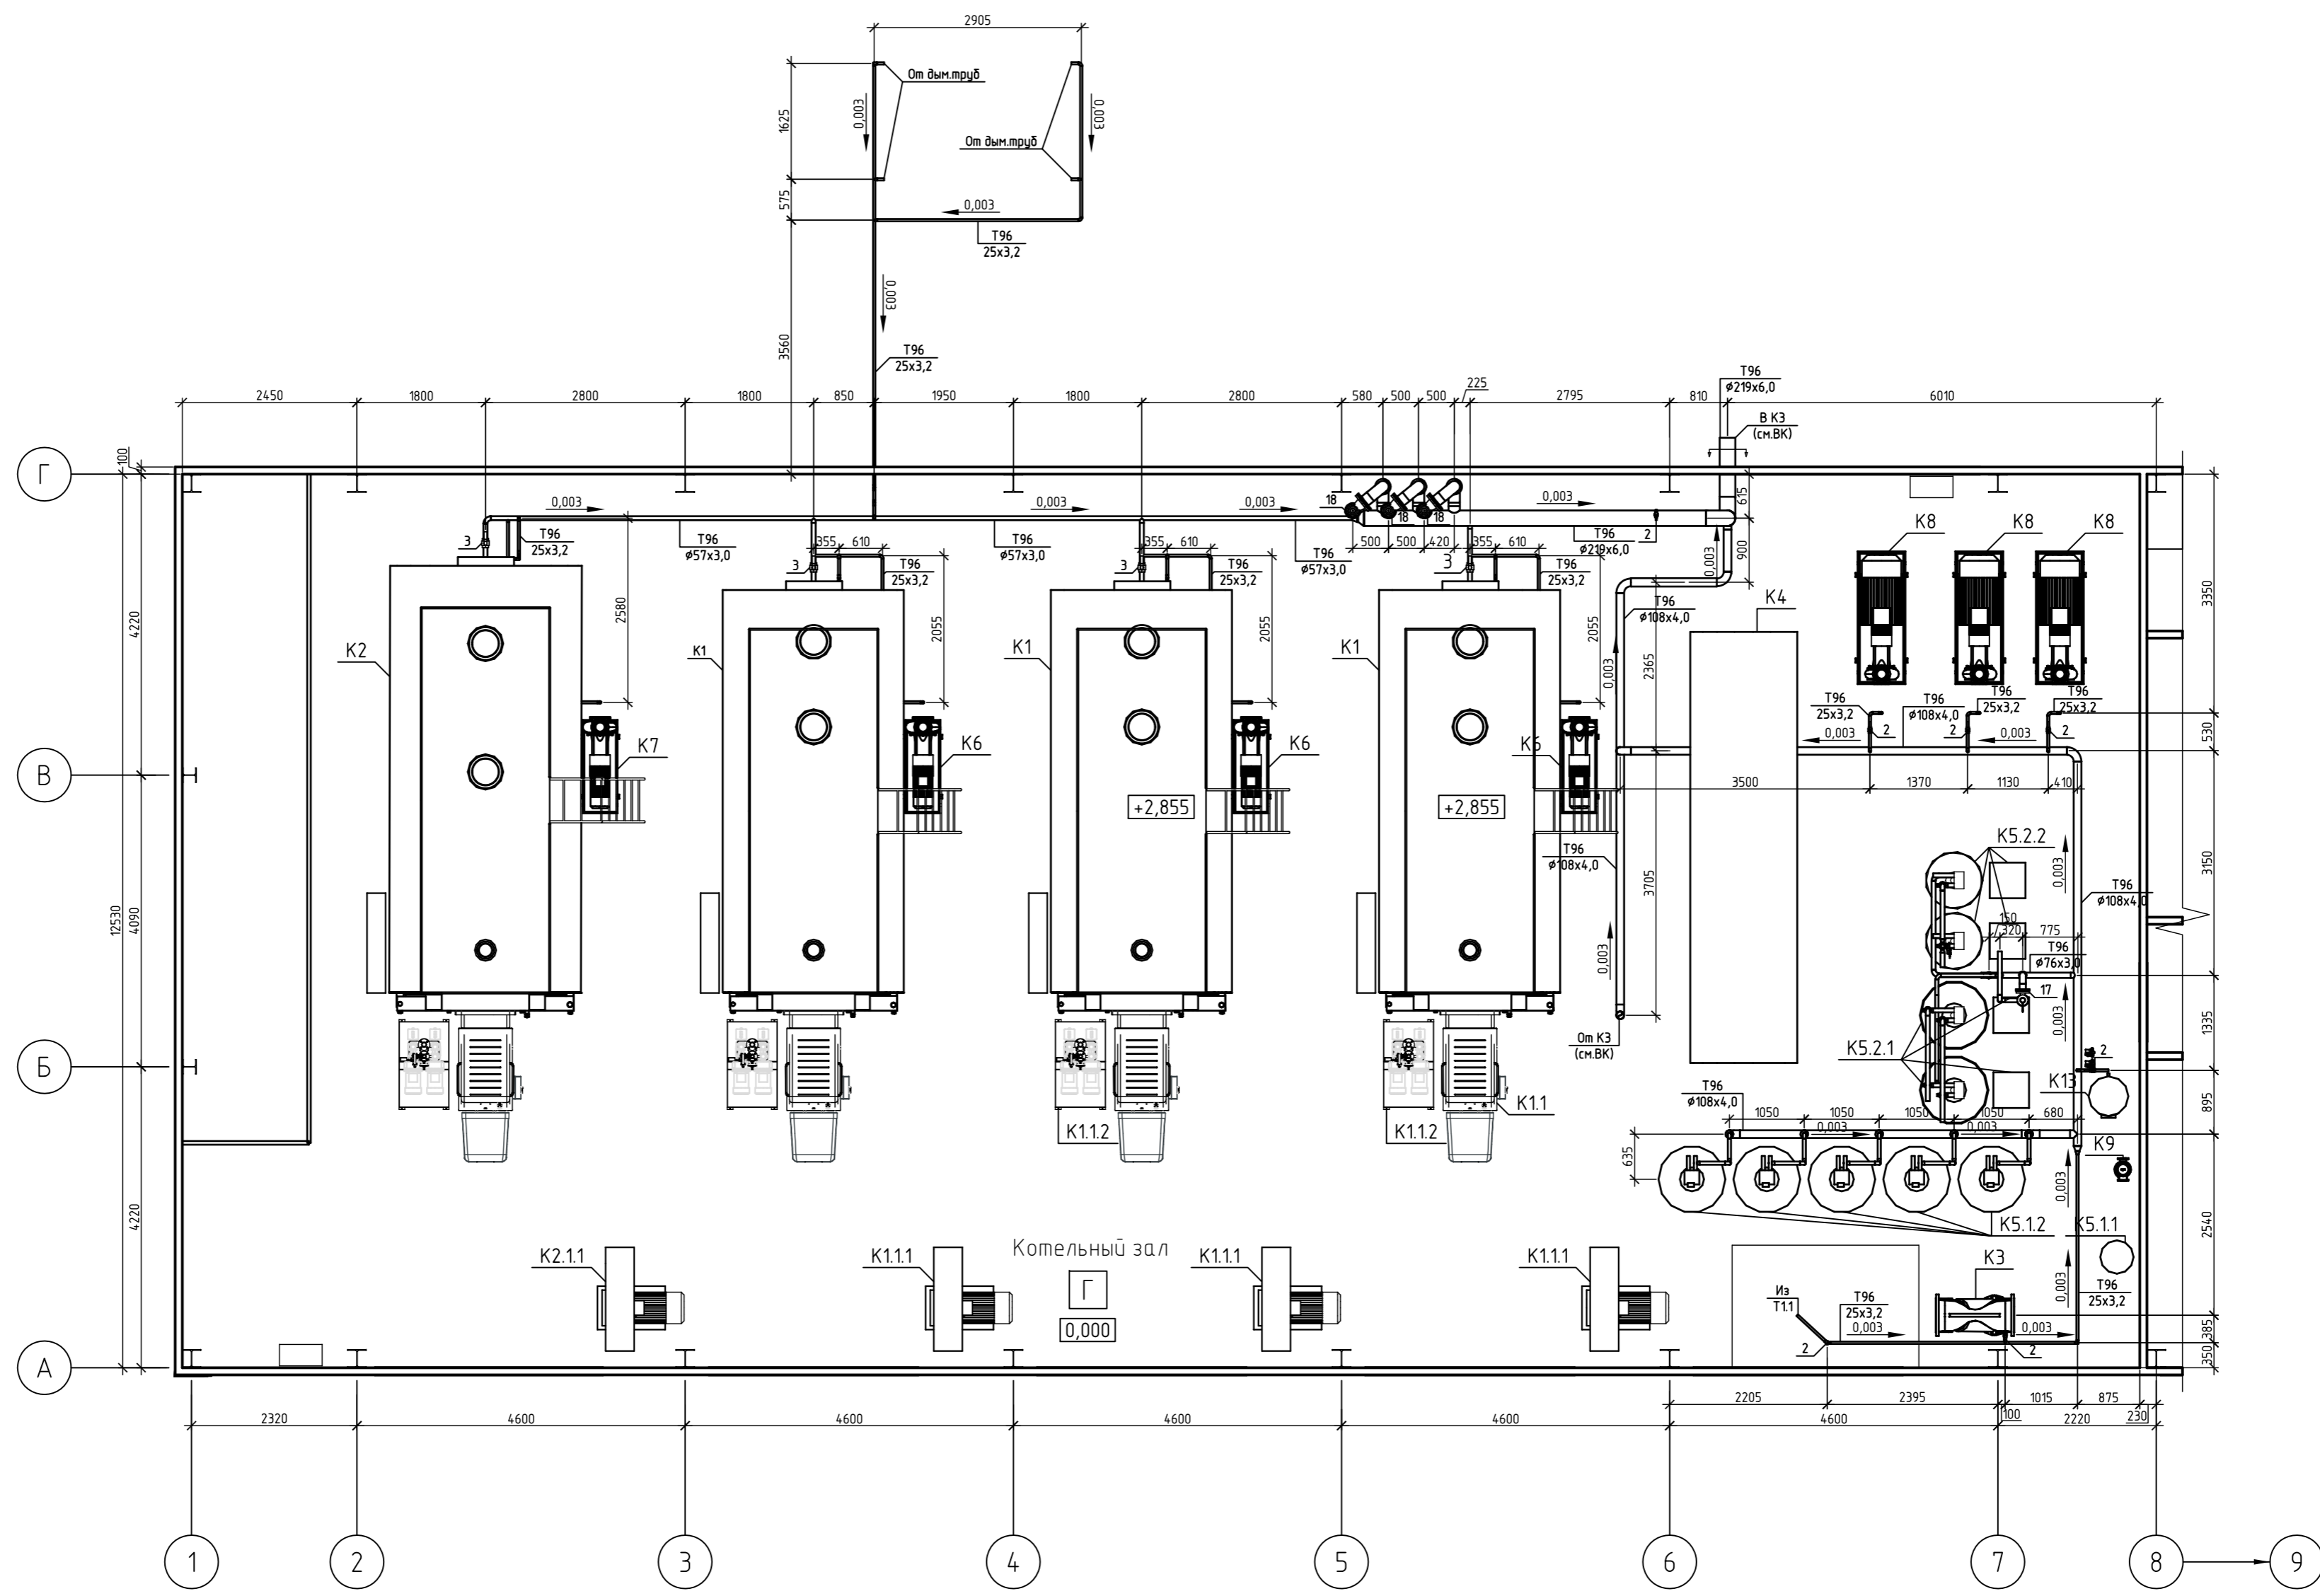 2905
От дым.труб
1625
0,003
0,003
От дым.труб
575
0,003
Т96
25х3,2
0,003
3560
Т96
25х3,2
Т96
ø219х6,0
2450
1800
2800
1800
850
1950
1800
2800
580
500
500
225
2795
810
6010
В К3
(см.ВК)
100
Г
0,003
0,003
0,003
18
0,003
615
18
18
3
Т96
25х3,2
Т96
ø57х3,0
Т96
ø57х3,0
Т96
ø57х3,0
500
500
420
Т96
ø219х6,0
2
0,003
900
3
355
610
Т96
25х3,2
3
355
610
Т96
25х3,2
3
355
610
Т96
25х3,2
К8
К8
К8
2580
2055
2055
2055
Т96
ø108х4,0
К4
3350
4220
К2
К1
К1
К1
0,003
2365
Т96
25х3,2
Т96
ø108х4,0
Т96
25х3,2
Т96
25х3,2
2
2
2
0,003
0,003
530
К7
К6
К6
К6
В
+2,855
+2,855
3500
1370
1130
410
Т96
ø108х4,0
К5.2.2
0,003
3150
12530
4090
3705
Т96
ø108х4,0
150
320
775
Т96
ø76х3,0
0,003
17
0,003
1335
От К3
(см.ВК)
К5.2.1
2
Б
К13
Т96
ø108х4,0
895
К1.1
1050
1050
1050
1050
680
К1.1.2
К1.1.2
0,003
0,003
К9
635
0,003
4220
К5.1.2
К5.1.1
2540
Котельный зал
К2.1.1
К1.1.1
К1.1.1
К1.1.1
К3
Г
0,003
Т96
25х3,2
Из
Т1.1
Т96
25х3,2
0,003
0,003
0,000
385
2
2
350
А
2205
2395
1015
875
2320
4600
4600
4600
4600
4600
100
2220
230
1
2
3
4
5
6
7
8
9